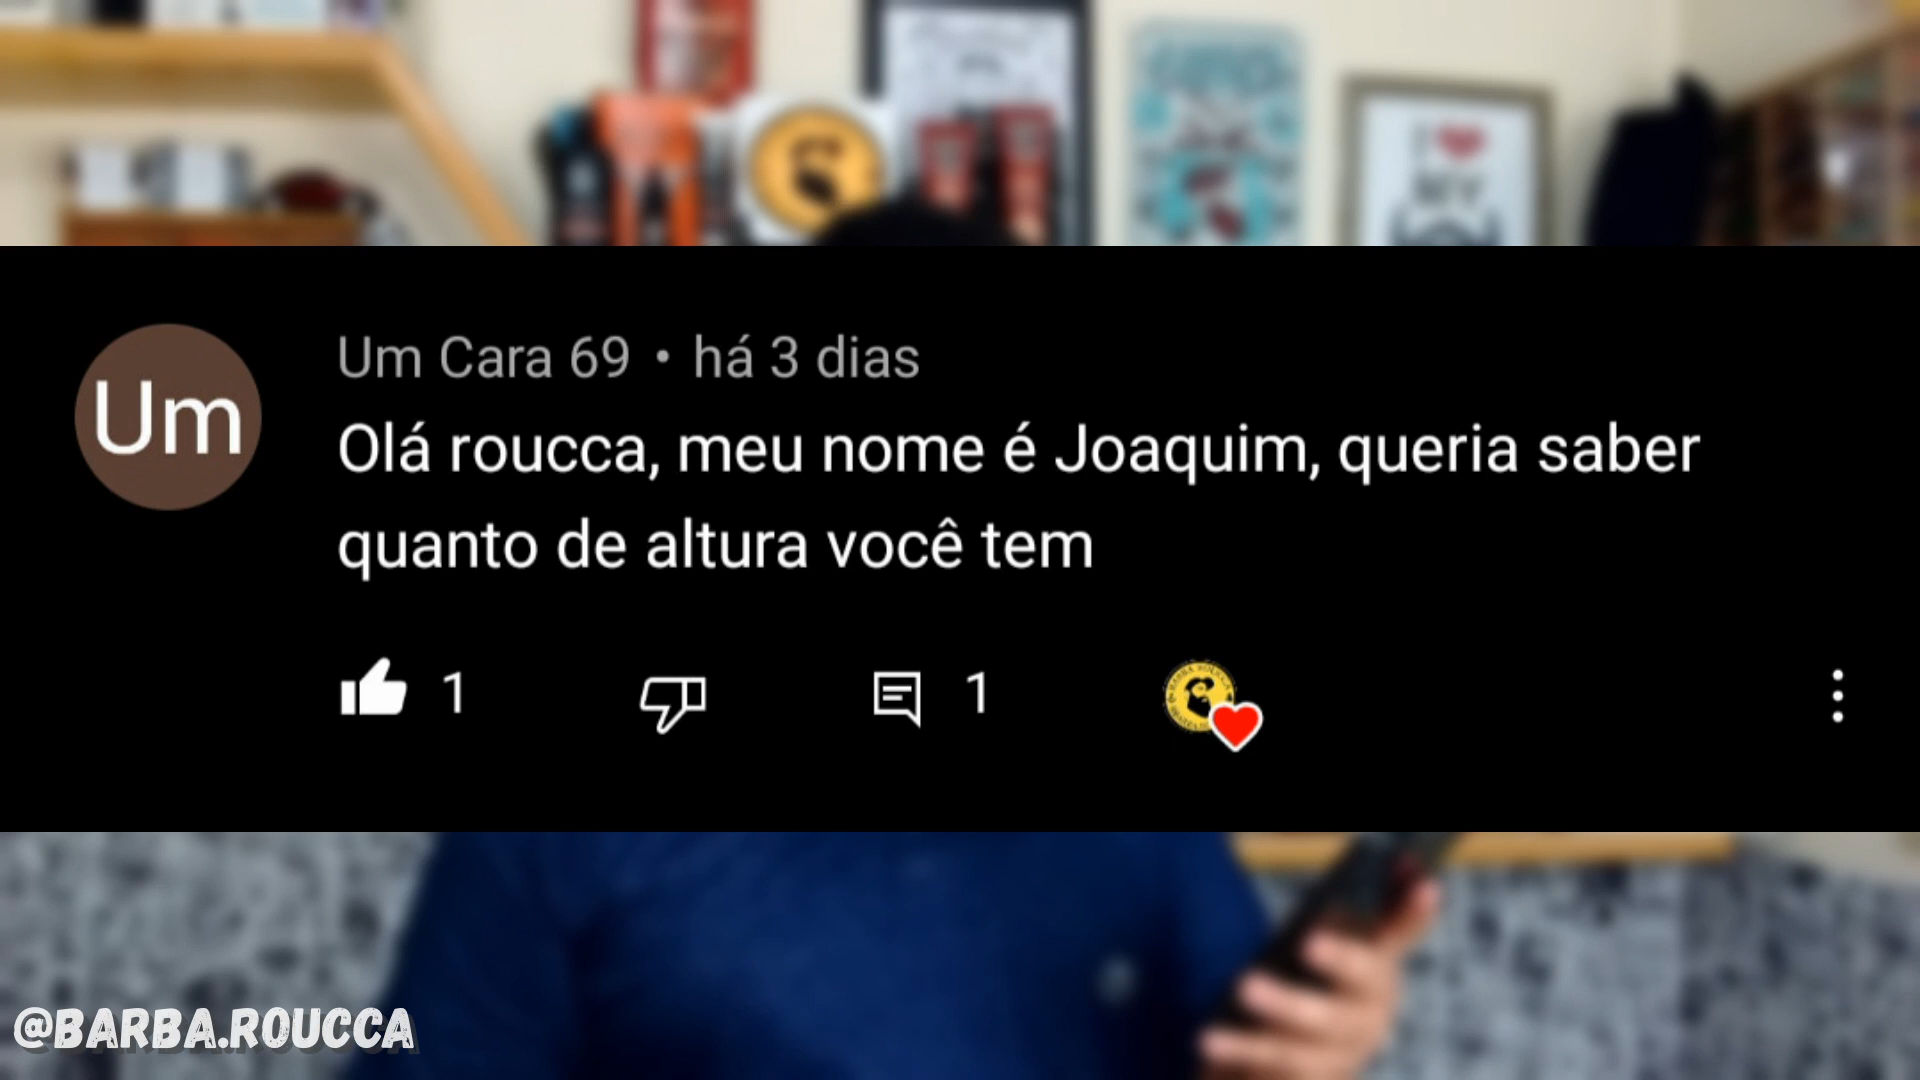 Um
Um Cara 69 • há 3 dias
Olá roucca, meu nome é Joaquim, queria saber
quanto de altura você tem
1
1
@BARBA.ROUCCA